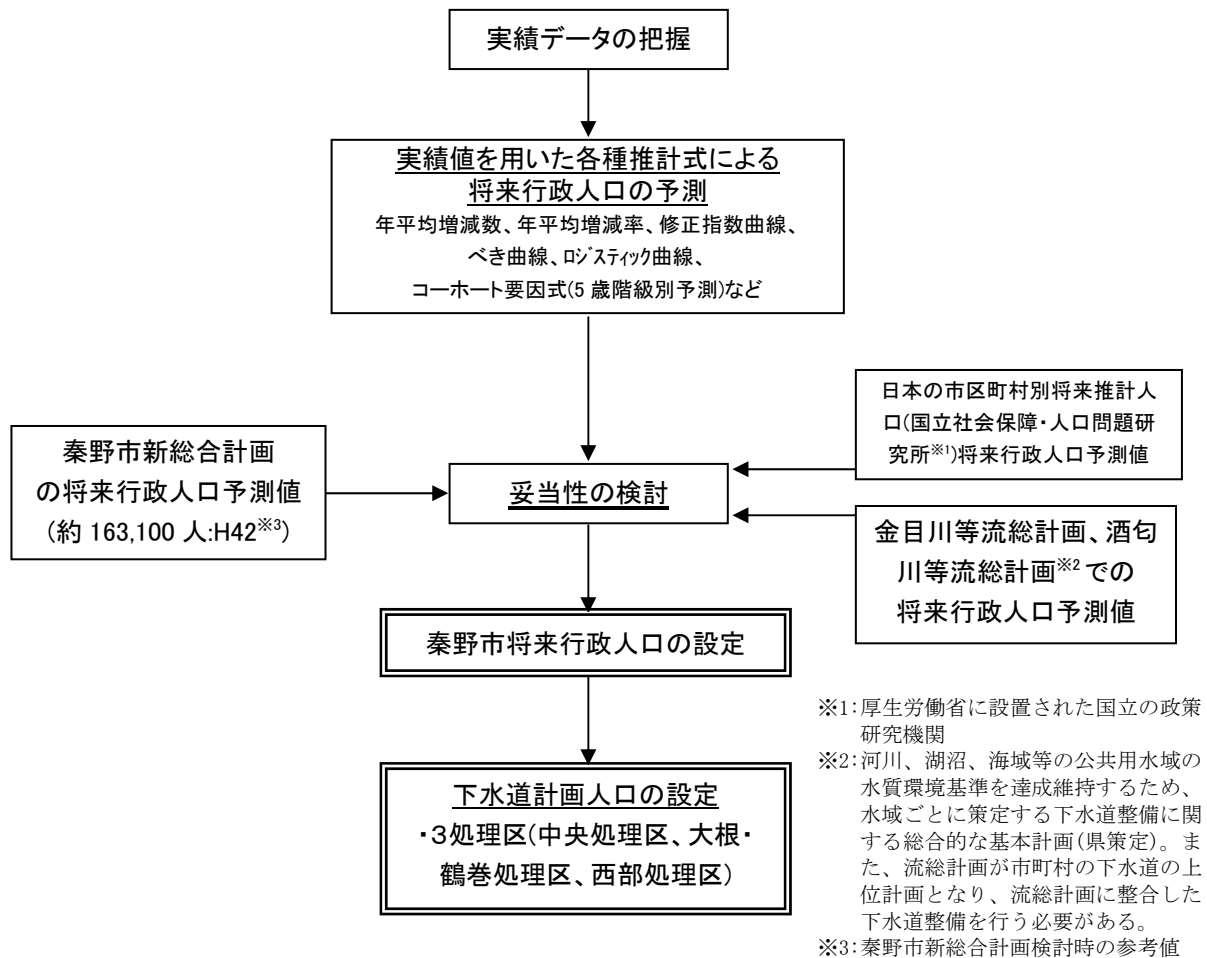 実績データの把握
実績値を用いた各種推計式による
将来行政人口の予測
年平均増減数、年平均増減率、修正指数曲線、
べき曲線、ﾛｼﾞｽﾃｨｯｸ曲線、
コーホート要因式(5 歳階級別予測)など
日本の市区町村別将来推計人
口(国立社会保障・人口問題研
究所※1)将来行政人口予測値
秦野市新総合計画
の将来行政人口予測値
(約 163,100 人:H42※3)
妥当性の検討
金目川等流総計画、酒匂
川等流総計画※2 での
将来行政人口予測値
秦野市将来行政人口の設定
下水道計画人口の設定
・３処理区(中央処理区、大根・
鶴巻処理区、西部処理区)
※1:厚生労働省に設置された国立の政策
研究機関
※2:河川、湖沼、海域等の公共用水域の
水質環境基準を達成維持するため、
水域ごとに策定する下水道整備に関
する総合的な基本計画(県策定)。ま
た、流総計画が市町村の下水道の上
位計画となり、流総計画に整合した
下水道整備を行う必要がある。
※3:秦野市新総合計画検討時の参考値